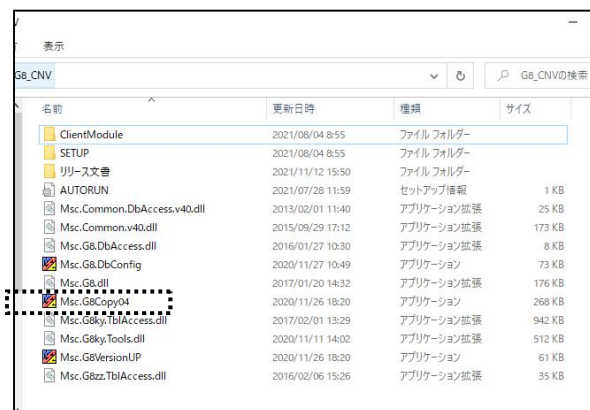 表示
G8_CNV
G8_CNVの検索
名前 更新日時 種類 サイズ
ClientModule 2021/08/04 8:55 ファイル フォルダー
SETUP 2021/08/04 8:55 ファイル フォルダー
リリース文書 2021/11/12 15:50 ファイル フォルダー
AUTORUN 2021/07/28 11:59 セットアップ情報 1 KB
Msc.Common.DbAccess.v40.dll 2013/02/01 11:40 アプリケーション拡張 25 KB
Msc.Common.v40.dll 2015/09/29 17:12 アプリケーション拡張 173 KB
Msc.G8.DbAccess.dll 2016/01/27 10:30 アプリケーション拡張 8 KB
Msc.G8.DbConfig 2020/11/27 10:49 アプリケーション 73 KB
Msc.G8.dll 2017/01/20 14:32 アプリケーション拡張 176 KB
Msc.G8Copy04 2020/11/26 18:20 アプリケーション 268 KB
Msc.G8ky.TblAccess.dll 2017/02/01 13:29 アプリケーション拡張 942 KB
Msc.G8ky.Tools.dll 2020/11/11 14:02 アプリケーション拡張 512 KB
Msc.G8VersionUP 2020/11/26 18:20 アプリケーション 61 KB
Msc.G8zz.TblAccess.dll 2016/02/06 15:26 アプリケーション拡張 35 KB